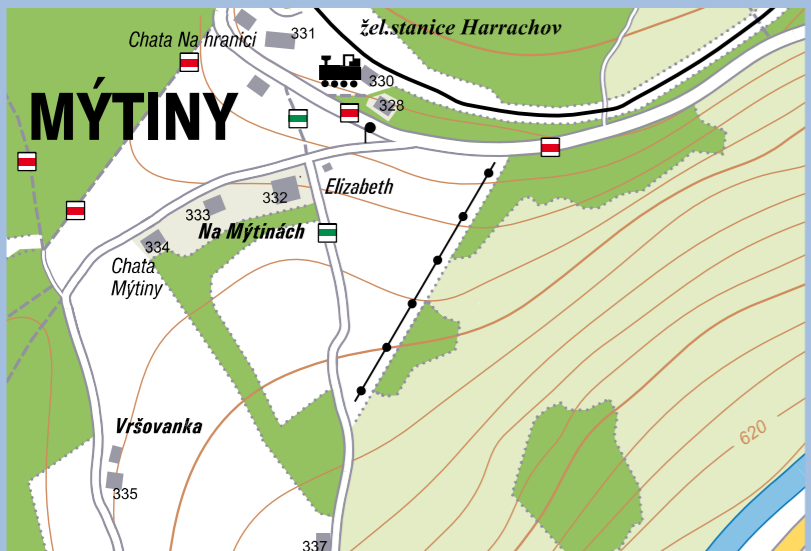 žel.stanice Harrachov
Chata Na hranici
331
330
328
MÝTINY
Elizabeth
332
333
Na Mýtinách
334
Chata
Mýtiny
Vršovanka
620
335
337